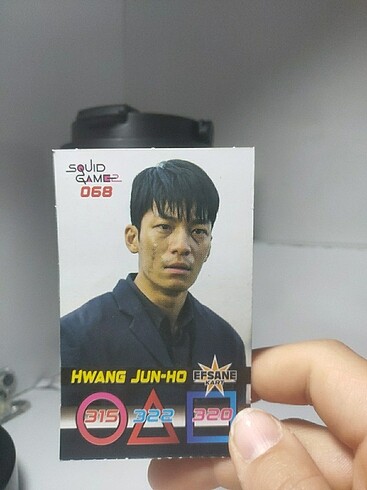 SQUID
GAME2
068
HWANG JUN-HO
EFSANE
KART
315
322
320